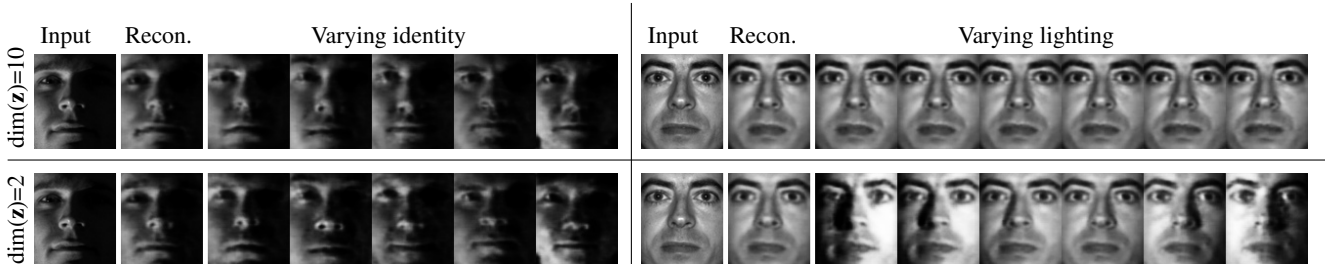 Input Recon. Varying identity Input Recon. Varying lighting
dim(z)=10
dim(z)=2